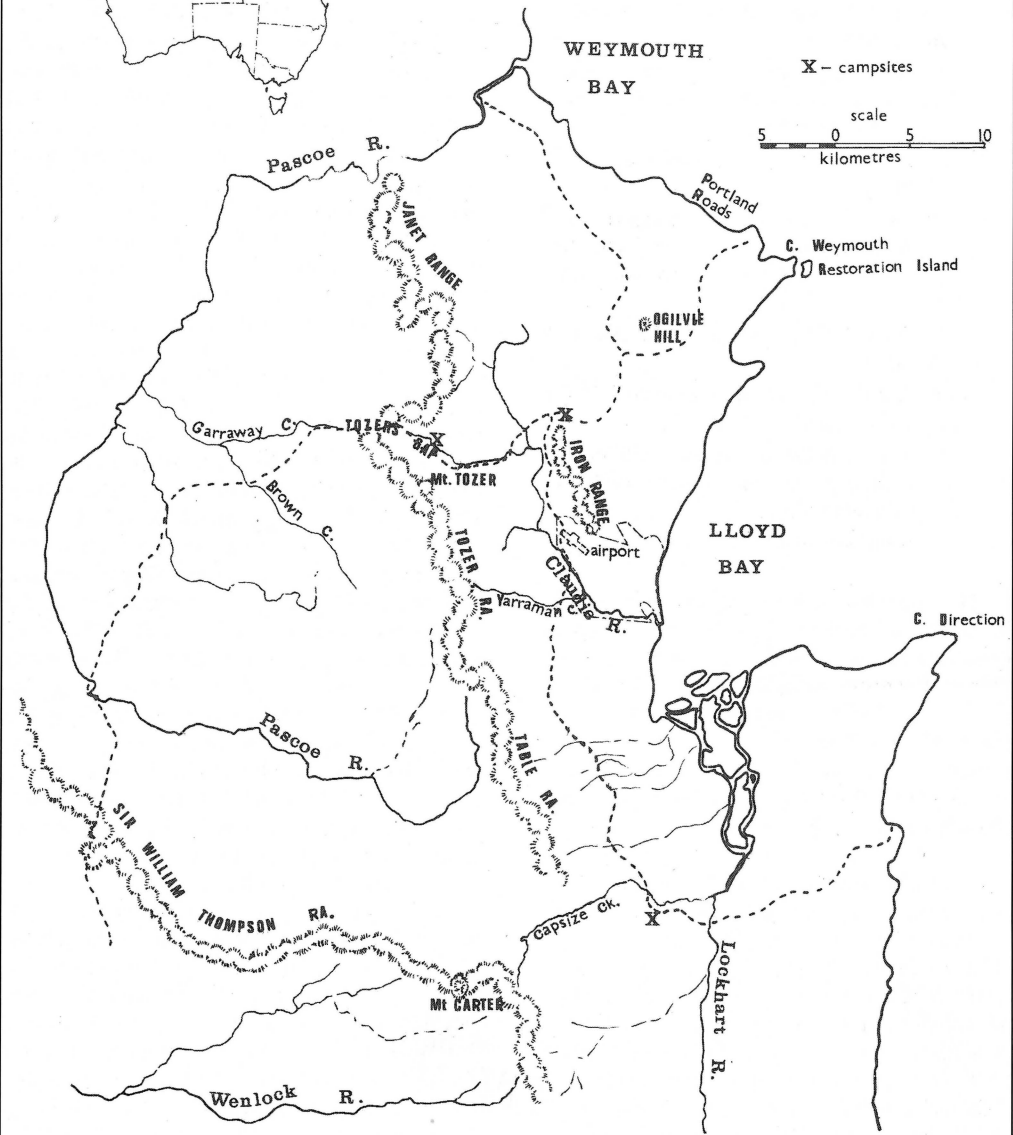 WEYMOUTH
BAY
X – campsites
scale
5 0 5 10
kilometres
Pascoe R.
JANET RANGE
Portland
Roads
C. Weymouth
Restoration Island
OGILVIE
HILL
Garraway C.
TOZERS
GAP
X
X
Mt. TOZER
IRON RANGE
Brown C.
TOZER RA.
airport
LLOYD
BAY
Claudie R.
Yarraman
C. Direction
Pascoe R.
TABLE RA.
SIR WILLIAM THOMPSON RA.
Capsize Ck.
X
Mt CARTER
Lockhart R.
Wenlock R.